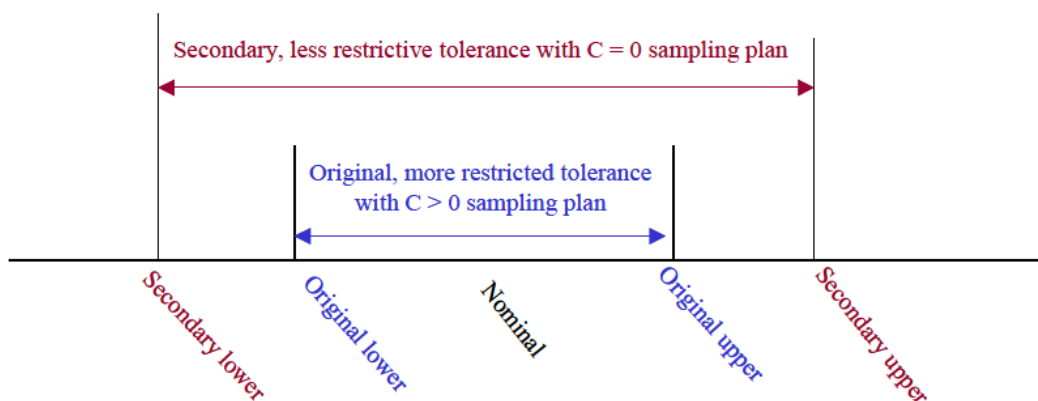 Secondary, less restrictive tolerance with C = 0 sampling plan
Original, more restricted tolerance
with C > 0 sampling plan
Secondary lower
Original lower
Nominal
Original upper
Secondary upper